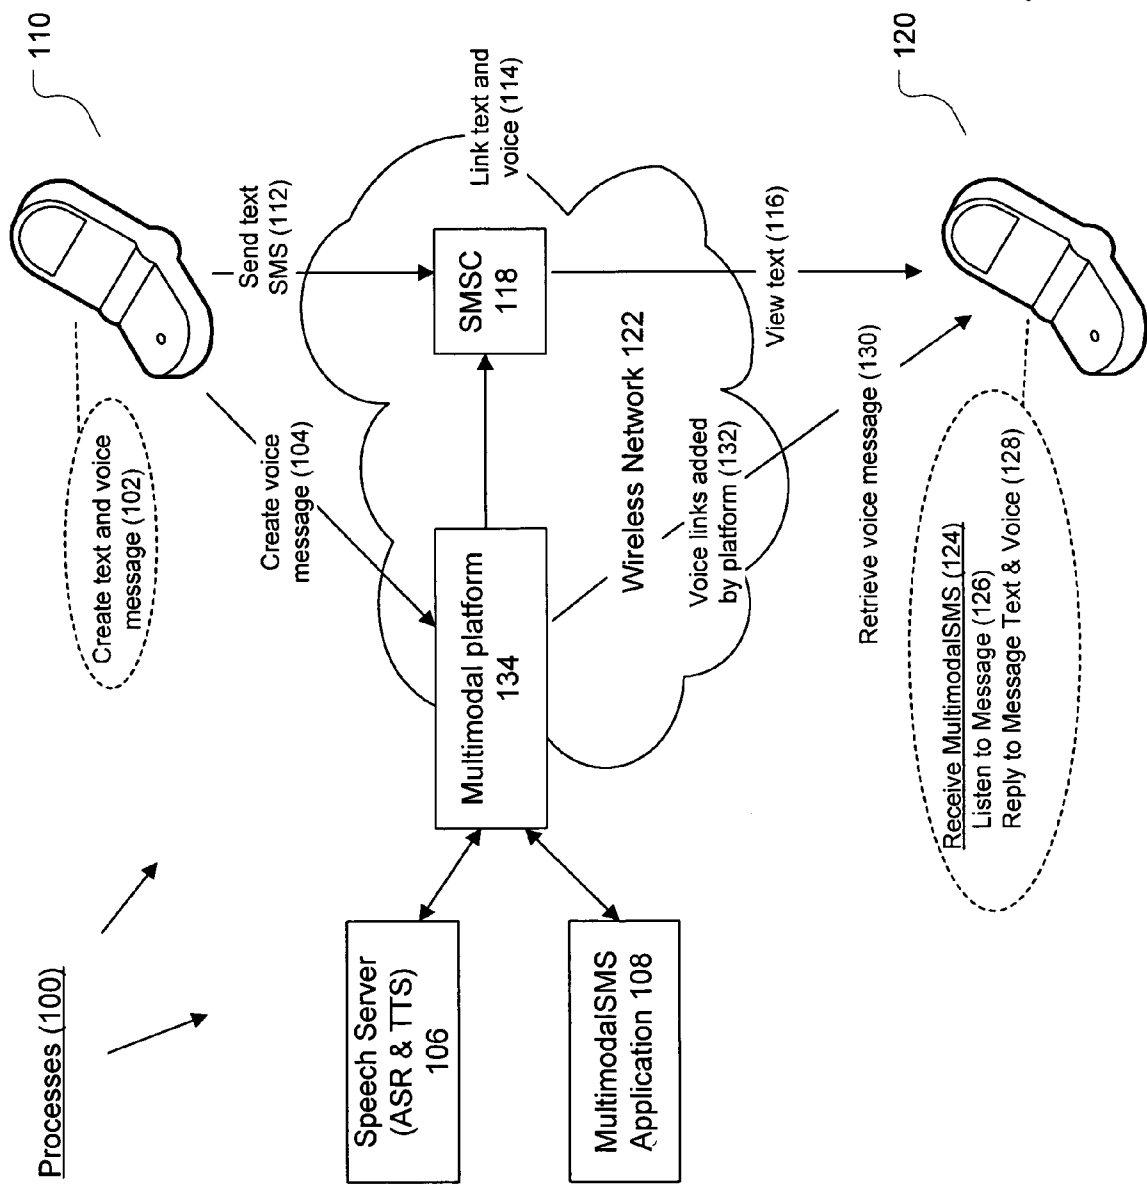 Processes (100)
Speech Server
(ASR & TTS)
106
MultimodalSMS
Application 108
Create text and voice
message (102)
110
Create voice
message (104)
Send text
SMS (112)
Link text and
voice (114)
SMSC
118
Multimodal platform
134
Wireless Network 122
Voice links added
by platform (132)
View text (116)
Retrieve voice message (130)
120
Receive MultimodalSMS (124)
Listen to Message (126)
Reply to Message Text & Voice (128)